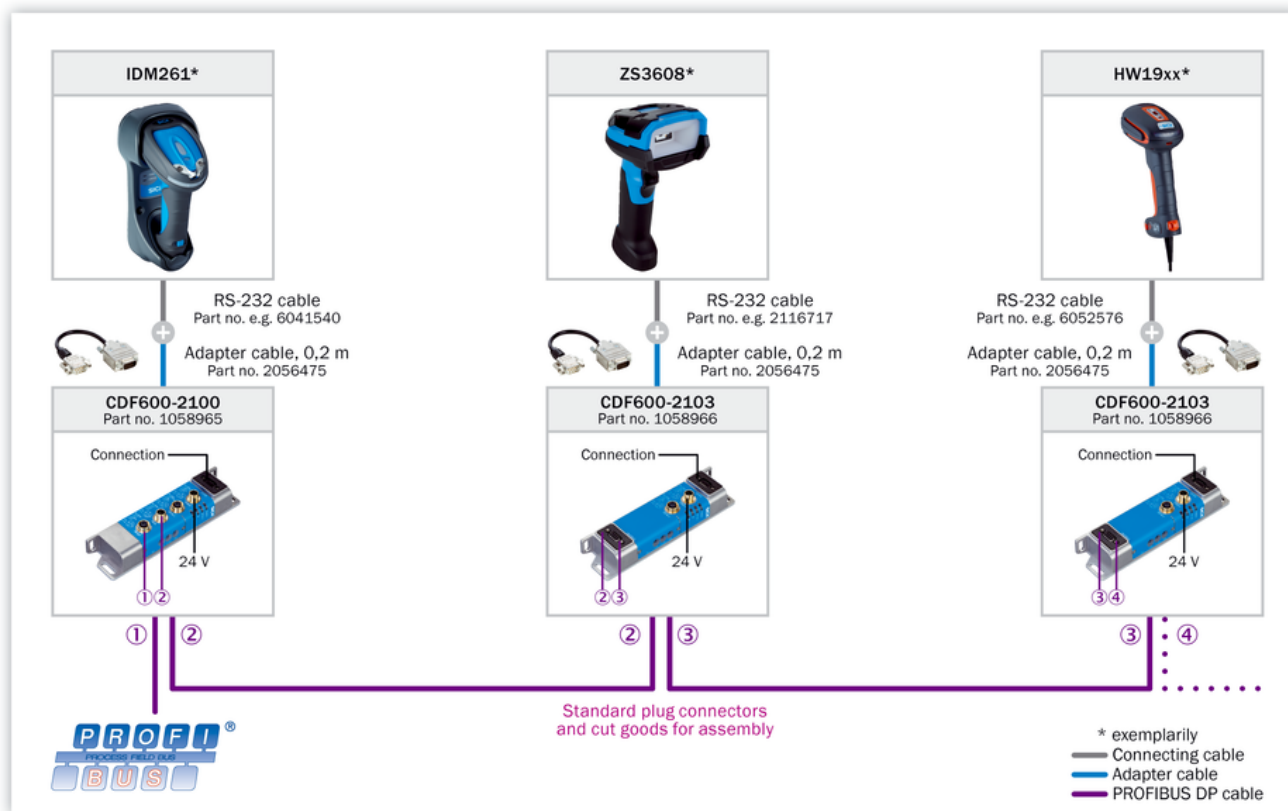 IDM261*
RS-232 cable
Part no. e.g. 6041540
Adapter cable, 0,2 m
Part no. 2056475
CDF600-2100
Part no. 1058965
Connection
24 V
①②
① ②
ZS3608*
RS-232 cable
Part no. e.g. 2116717
Adapter cable, 0,2 m
Part no. 2056475
CDF600-2103
Part no. 1058966
Connection
24 V
②③
② ③
HW19xx*
RS-232 cable
Part no. e.g. 6052576
Adapter cable, 0,2 m
Part no. 2056475
CDF600-2103
Part no. 1058966
Connection
24 V
③④
③ ④
PROFI®
PROCESS FIELD BUS
BUS
Standard plug connectors
and cut goods for assembly
* exemplarily
Connecting cable
Adapter cable
PROFIBUS DP cable